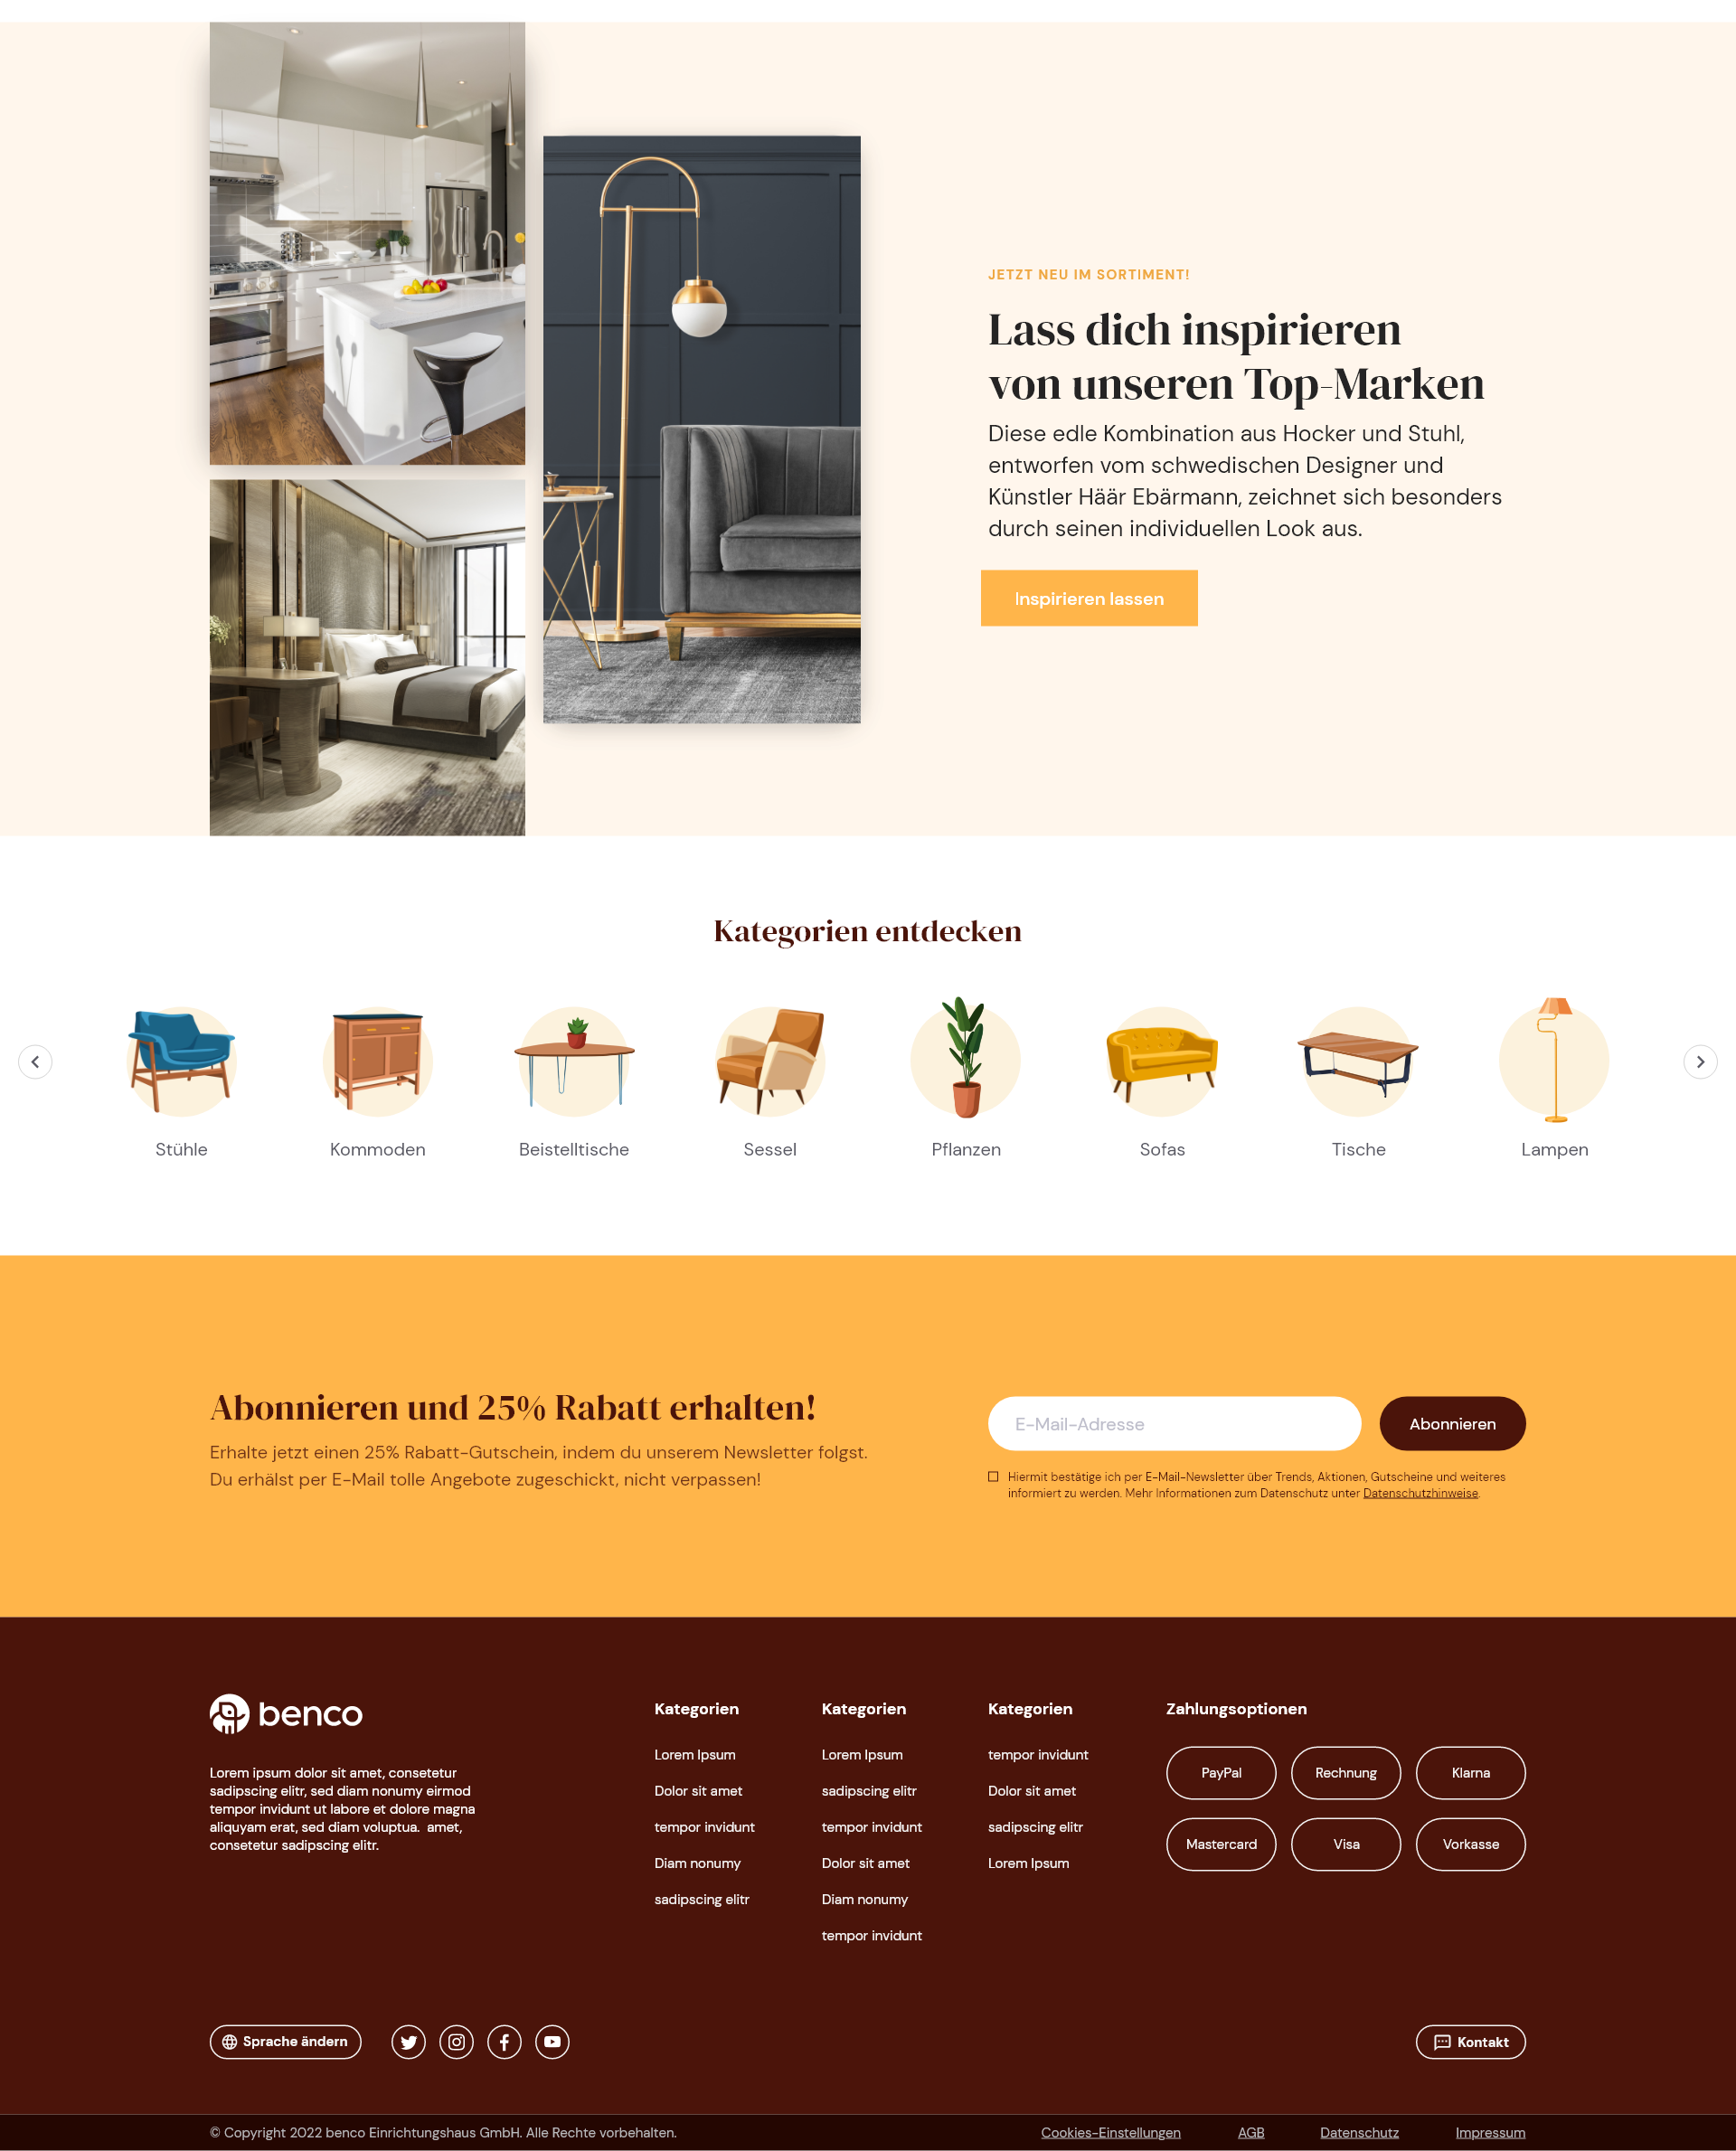 JETZT NEU IM SORTIMENT!
Lass dich inspirieren
von unseren Top-Marken
Diese edle Kombination aus Hocker und Stuhl,
entworfen vom schwedischen Designer und
Künstler Häär Ebärmann, zeichnet sich besonders
durch seinen individuellen Look aus.
Inspirieren lassen
Kategorien entdecken
Stühle
Kommoden
Beistelltische
Sessel
Pflanzen
Sofas
Tische
Lampen
Abonnieren und 25% Rabatt erhalten!
Erhalte jetzt einen 25% Rabatt-Gutschein, indem du unserem Newsletter folgst.
Du erhälst per E-Mail tolle Angebote zugeschickt, nicht verpassen!
E-Mail-Adresse
Abonnieren
Hiermit bestätige ich per E-Mail-Newsletter über Trends, Aktionen, Gutscheine und weiteres
informiert zu werden. Mehr Informationen zum Datenschutz unter Datenschutzhinweise.
benco
Lorem ipsum dolor sit amet, consetetur
sadipscing elitr, sed diam nonumy eirmod
tempor invidunt ut labore et dolore magna
aliquyam erat, sed diam voluptua.  amet,
consetetur sadipscing elitr.
Kategorien
Lorem Ipsum
Dolor sit amet
tempor invidunt
Diam nonumy
sadipscing elitr
Kategorien
Lorem Ipsum
sadipscing elitr
tempor invidunt
Dolor sit amet
Diam nonumy
tempor invidunt
Kategorien
tempor invidunt
Dolor sit amet
sadipscing elitr
Lorem Ipsum
Zahlungsoptionen
PayPal
Rechnung
Klarna
Mastercard
Visa
Vorkasse
Sprache ändern
Kontakt
© Copyright 2022 benco Einrichtungshaus GmbH. Alle Rechte vorbehalten.
Cookies-Einstellungen
AGB
Datenschutz
Impressum